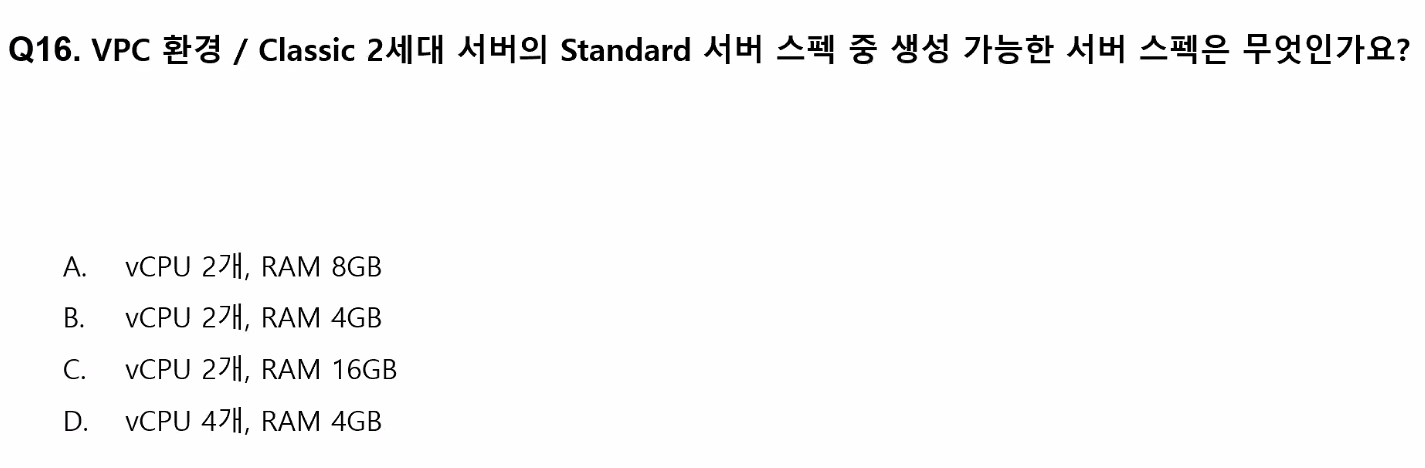 Q16. VPC 환경 / Classic 2세대 서버의 Standard 서버 스펙 중 생성 가능한 서버 스펙은 무엇인가요?
A. vCPU 2개, RAM 8GB
B. vCPU 2개, RAM 4GB
C. vCPU 2개, RAM 16GB
D. vCPU 4개, RAM 4GB